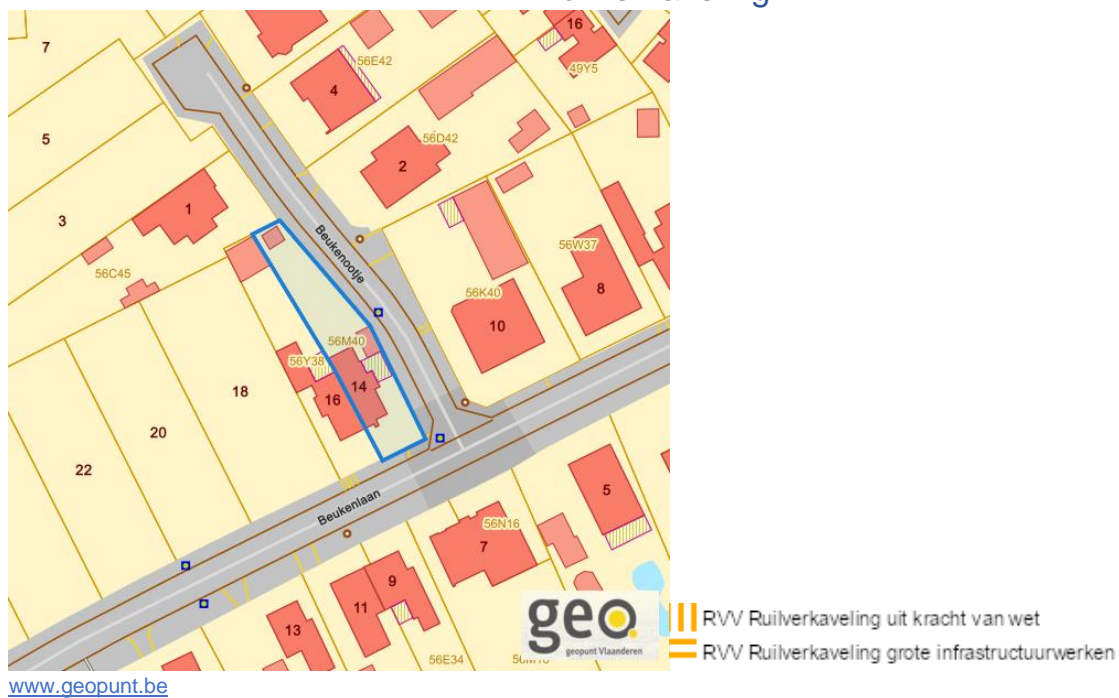 7
16
56E42
49Y5
4
5
56D42
2
1
3
Beukenootje
56W37
56C45
56K40
8
10
56M40
56Y38
14
18
16
20
22
5
Beukenlaan
56N16
7
9
11
13
56E34
geo
geopunt Vlaanderen
RVV Ruilverkaveling uit kracht van wet
RVV Ruilverkaveling grote infrastructuurwerken
www.geopunt.be